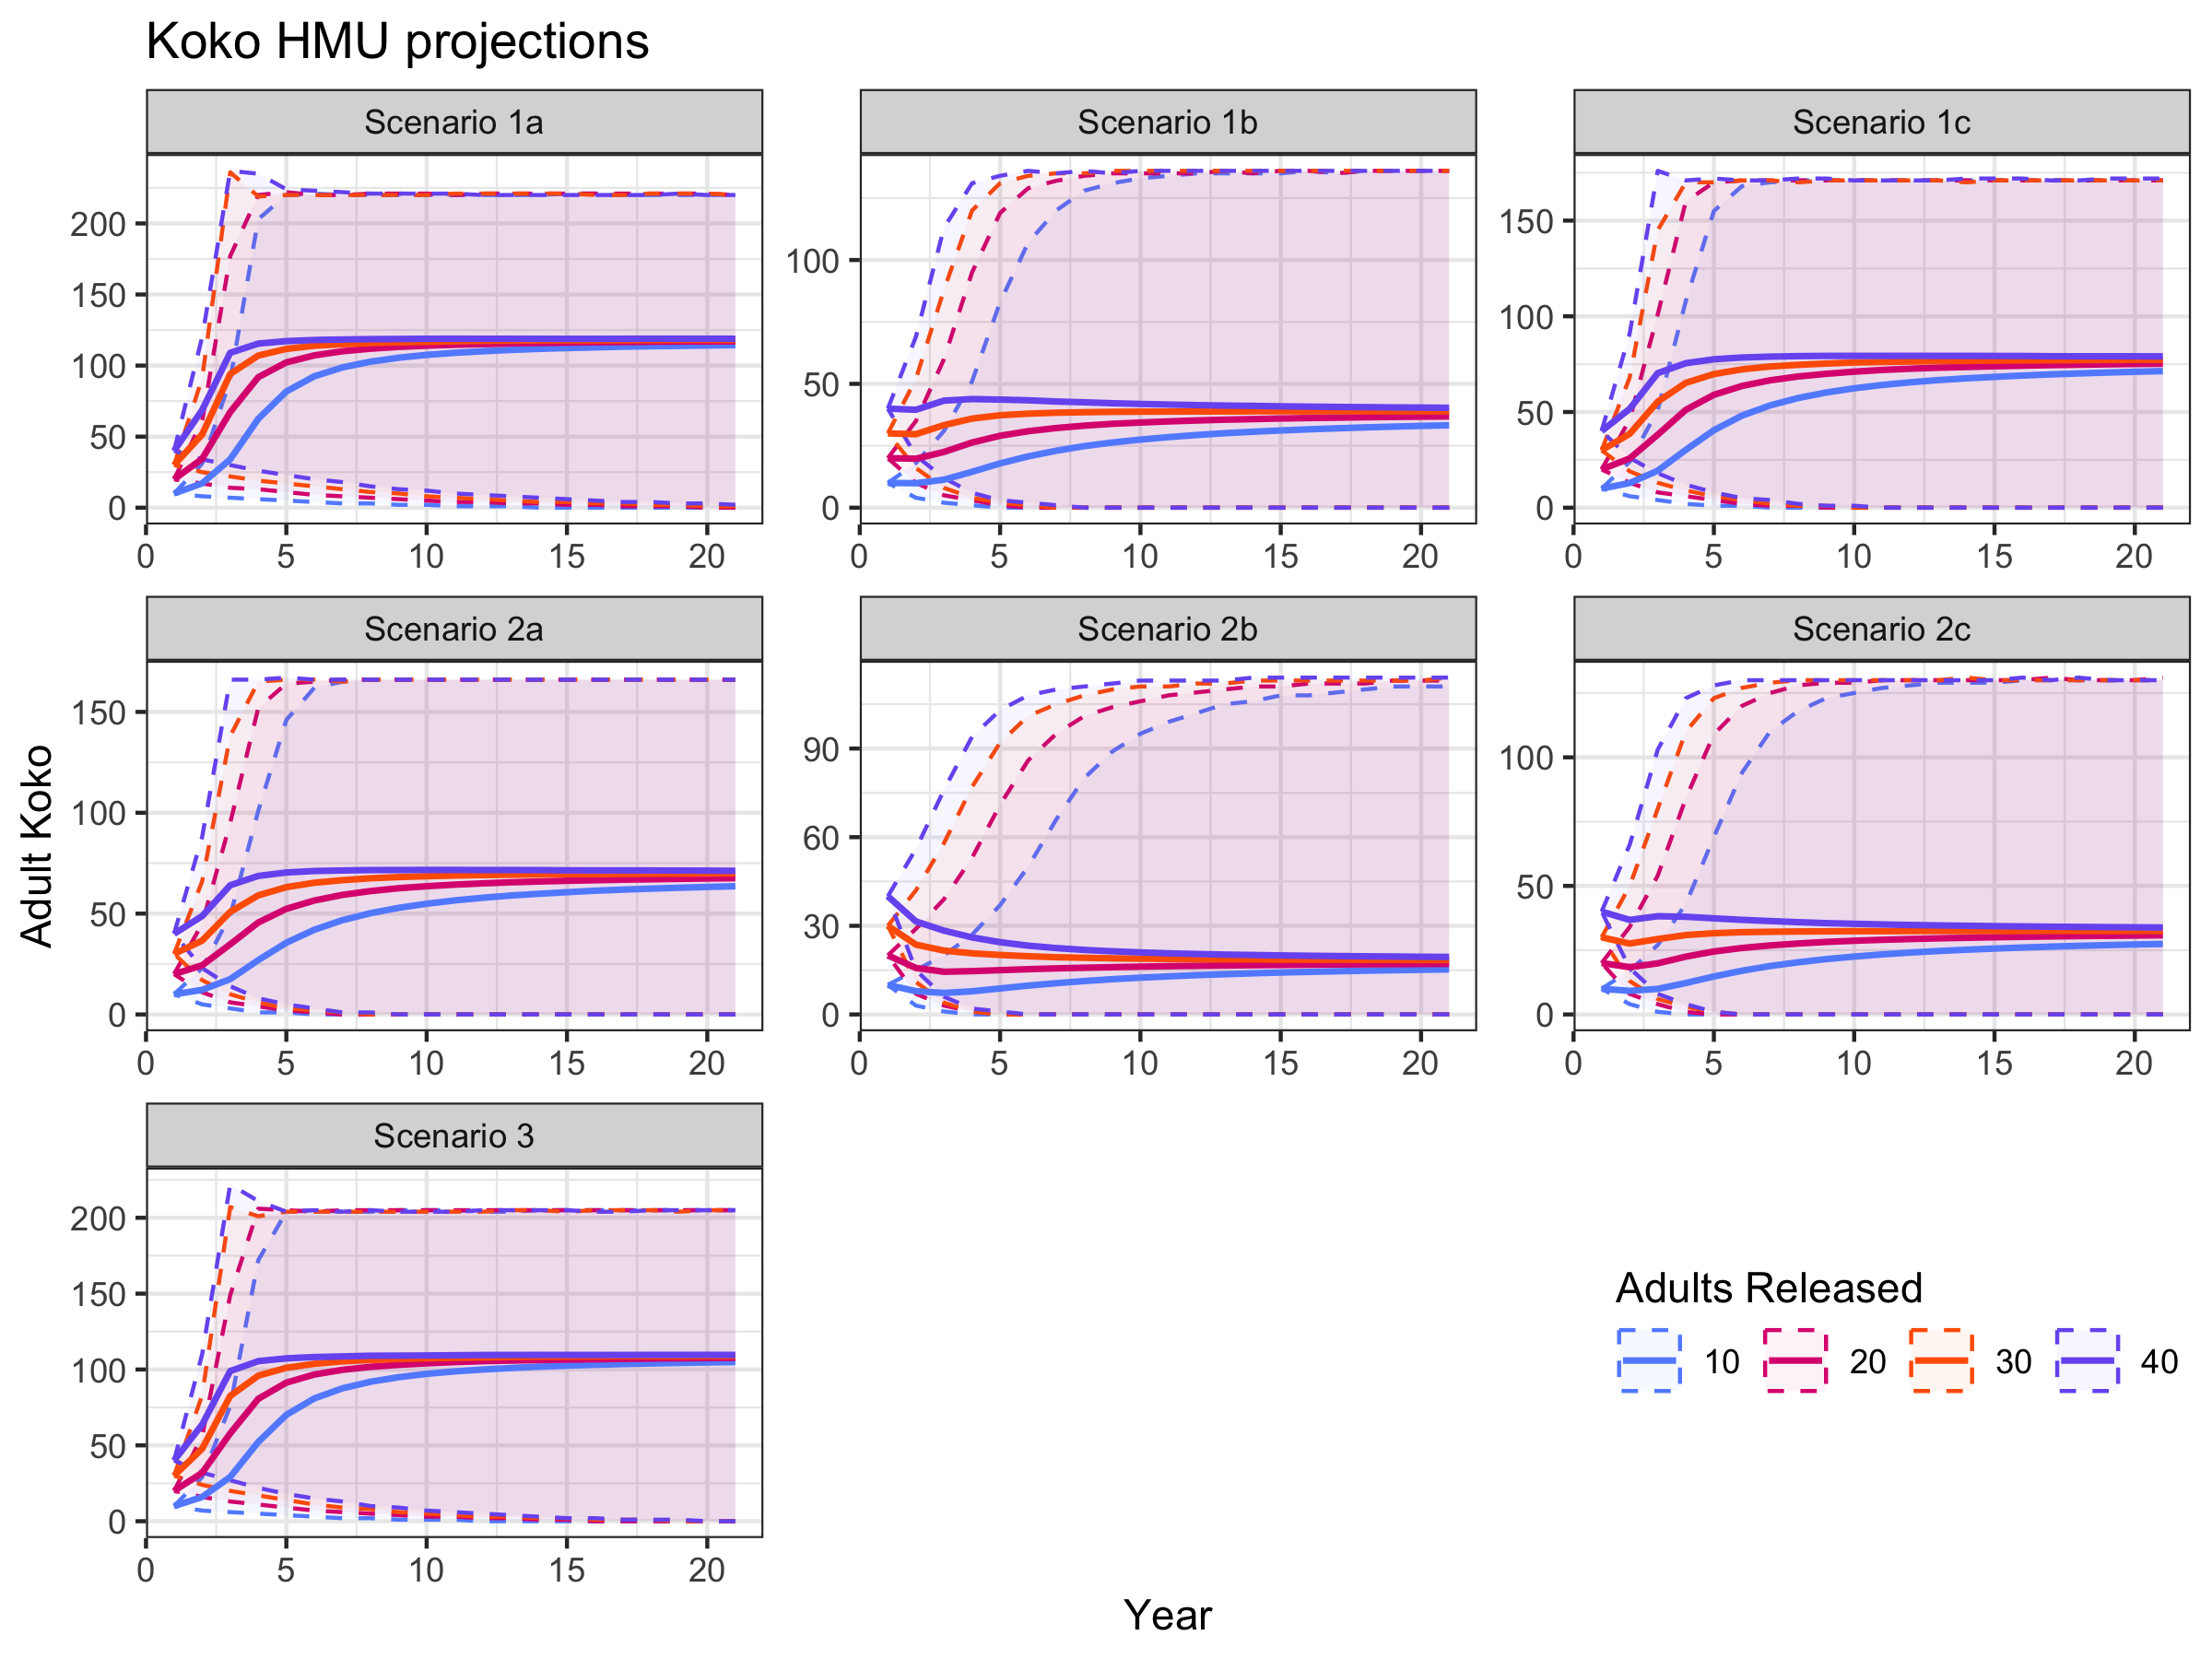 Koko HMU projections
Scenario 1a
Scenario 1b
Scenario 1c
200
150
100
50
0
0 5 10 15 20
100
50
0
0 5 10 15 20
150
100
50
0
0 5 10 15 20
Scenario 2a
Scenario 2b
Scenario 2c
Adult Koko
150
100
50
0
0 5 10 15 20
90
60
30
0
0 5 10 15 20
100
50
0
0 5 10 15 20
Scenario 3
200
150
100
50
0
0 5 10 15 20
Adults Released
10 20 30 40
Year